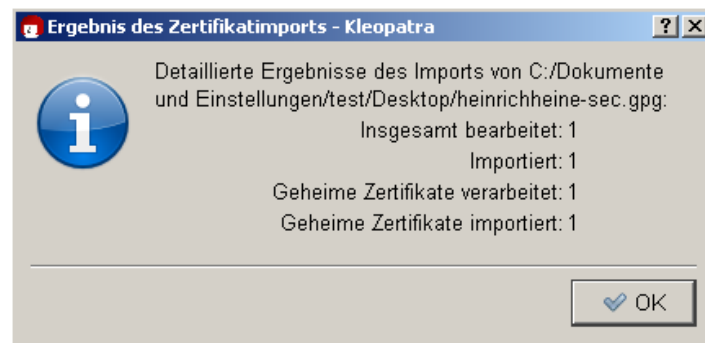 Ergebnis des Zertifikatimports - Kleopatra
Detaillierte Ergebnisse des Imports von C:/Dokumente
und Einstellungen/test/Desktop/heinrichheine-sec.gpg:
Insgesamt bearbeitet: 1
Importiert: 1
Geheime Zertifikate verarbeitet: 1
Geheime Zertifikate importiert: 1
OK